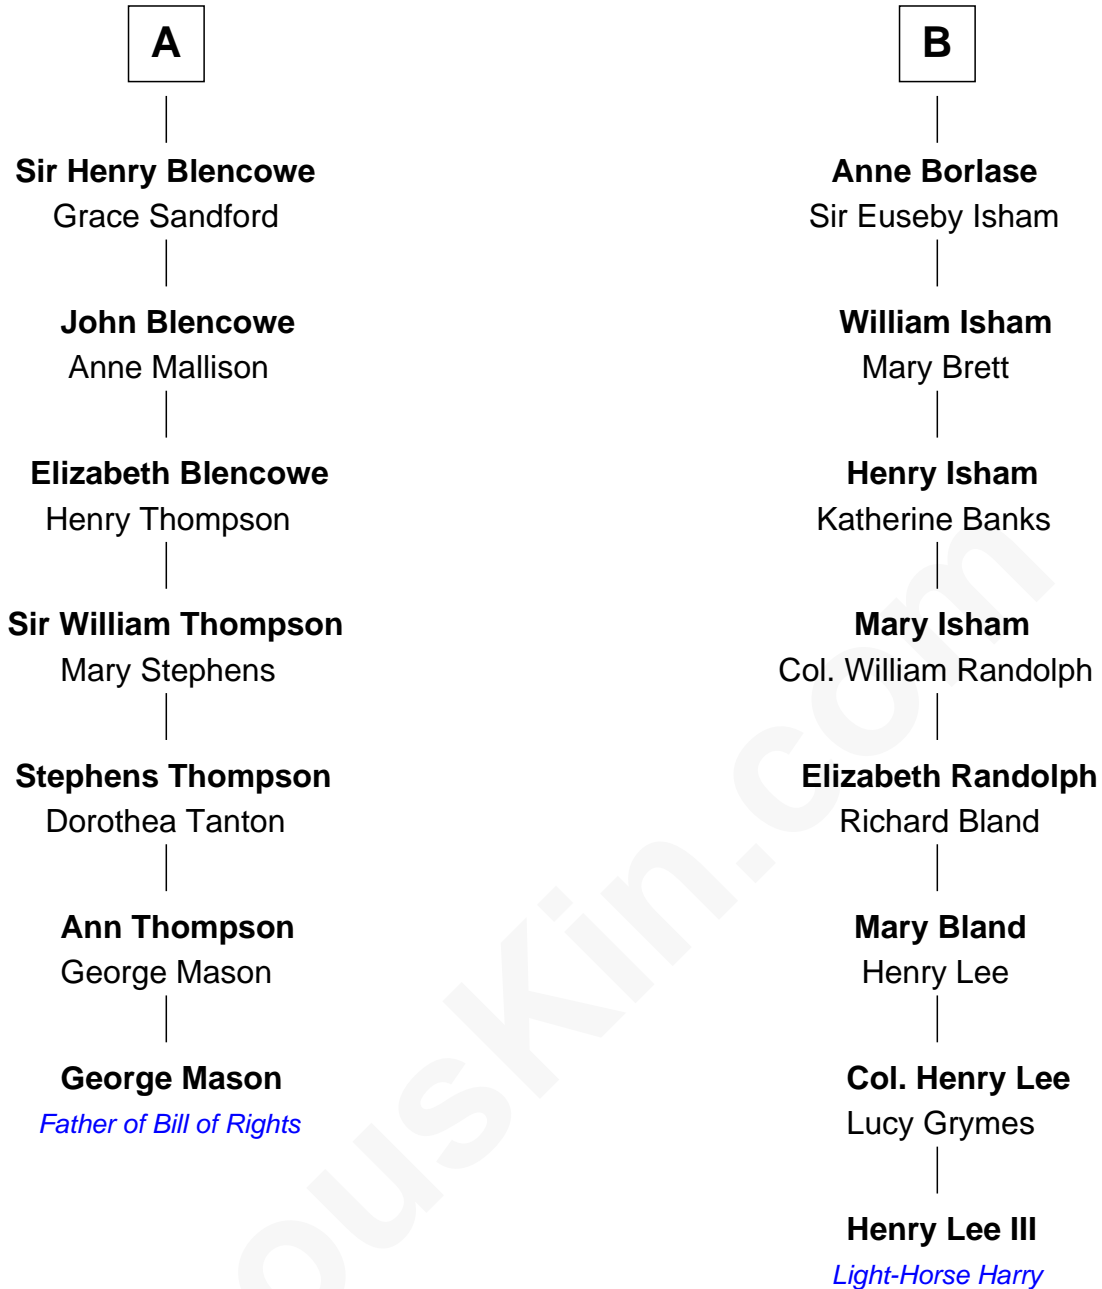 A
Sir Henry Blencowe
Grace Sandford
John Blencowe
Anne Mallison
Elizabeth Blencowe
Henry Thompson
Sir William Thompson
Mary Stephens
Stephens Thompson
Dorothea Tanton
Ann Thompson
George Mason
George Mason
Father of Bill of Rights
B
Anne Borlase
Sir Euseby Isham
William Isham
Mary Brett
Henry Isham
Katherine Banks
Mary Isham
Col. William Randolph
Elizabeth Randolph
Richard Bland
Mary Bland
Henry Lee
Col. Henry Lee
Lucy Grymes
Henry Lee III
Light-Horse Harry
ousKin.com